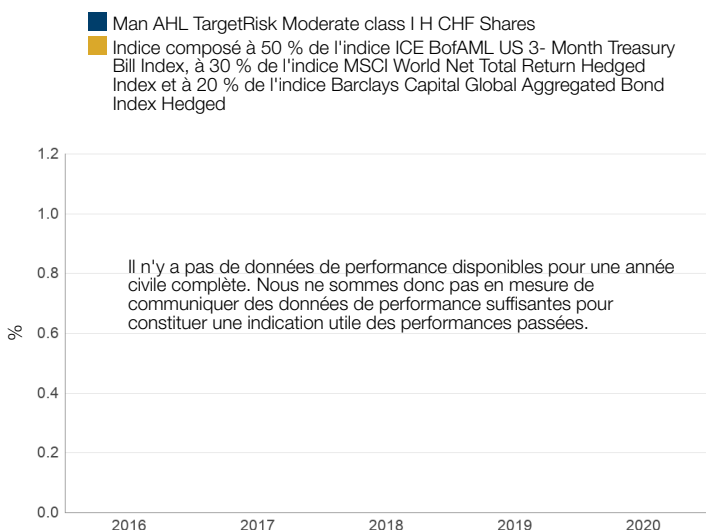 Man AHL TargetRisk Moderate class I H CHF Shares
Indice composé à 50 % de l'indice ICE BofAML US 3- Month Treasury
Bill Index, à 30 % de l'indice MSCI World Net Total Return Hedged
Index et à 20 % de l'indice Barclays Capital Global Aggregated Bond
Index Hedged
1.2
1.0
0.8
0.6
0.4
0.2
0.0
%
Il n'y a pas de données de performance disponibles pour une année
civile complète. Nous ne sommes donc pas en mesure de
communiquer des données de performance suffisantes pour
constituer une indication utile des performances passées.
2016 2017 2018 2019 2020